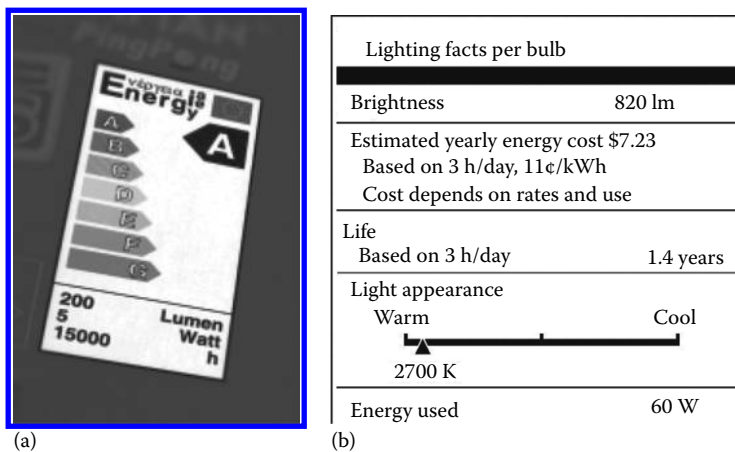 PingPong
Ενέργεια
Energy
A
A
B
C
D
E
F
G
200 Lumen
5 Watt
15000 h
(a)
Lighting facts per bulb
Brightness 820 lm
Estimated yearly energy cost $7.23
Based on 3 h/day, 11¢/kWh
Cost depends on rates and use
Life
Based on 3 h/day 1.4 years
Light appearance
Warm Cool
2700 K
Energy used 60 W
(b)